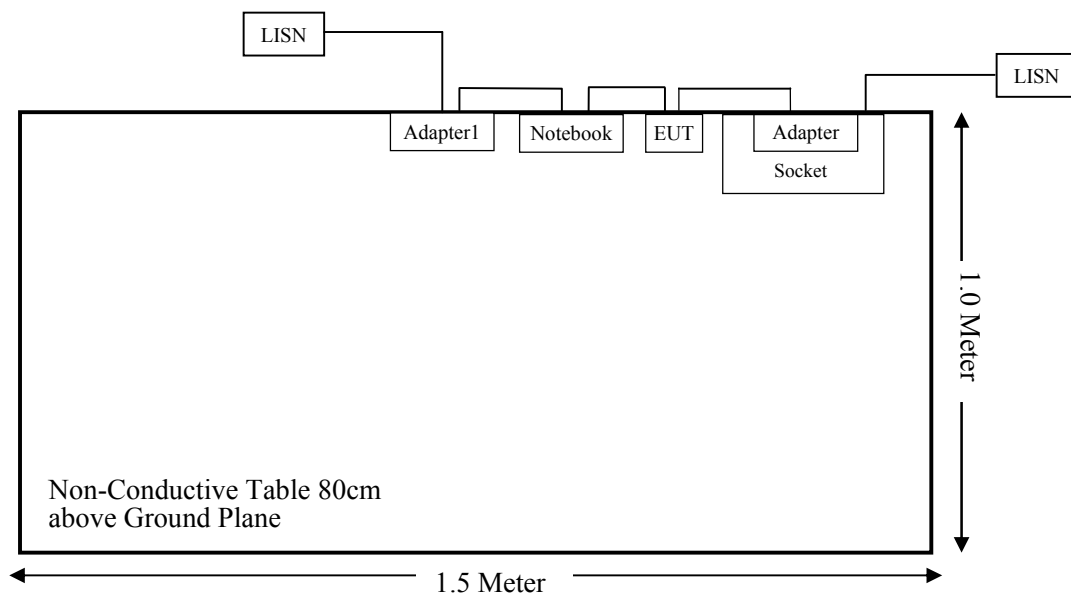 LISN
LISN
Adapter1
Notebook
EUT
Adapter
Socket
1.0 Meter
Non-Conductive Table 80cm
above Ground Plane
1.5 Meter